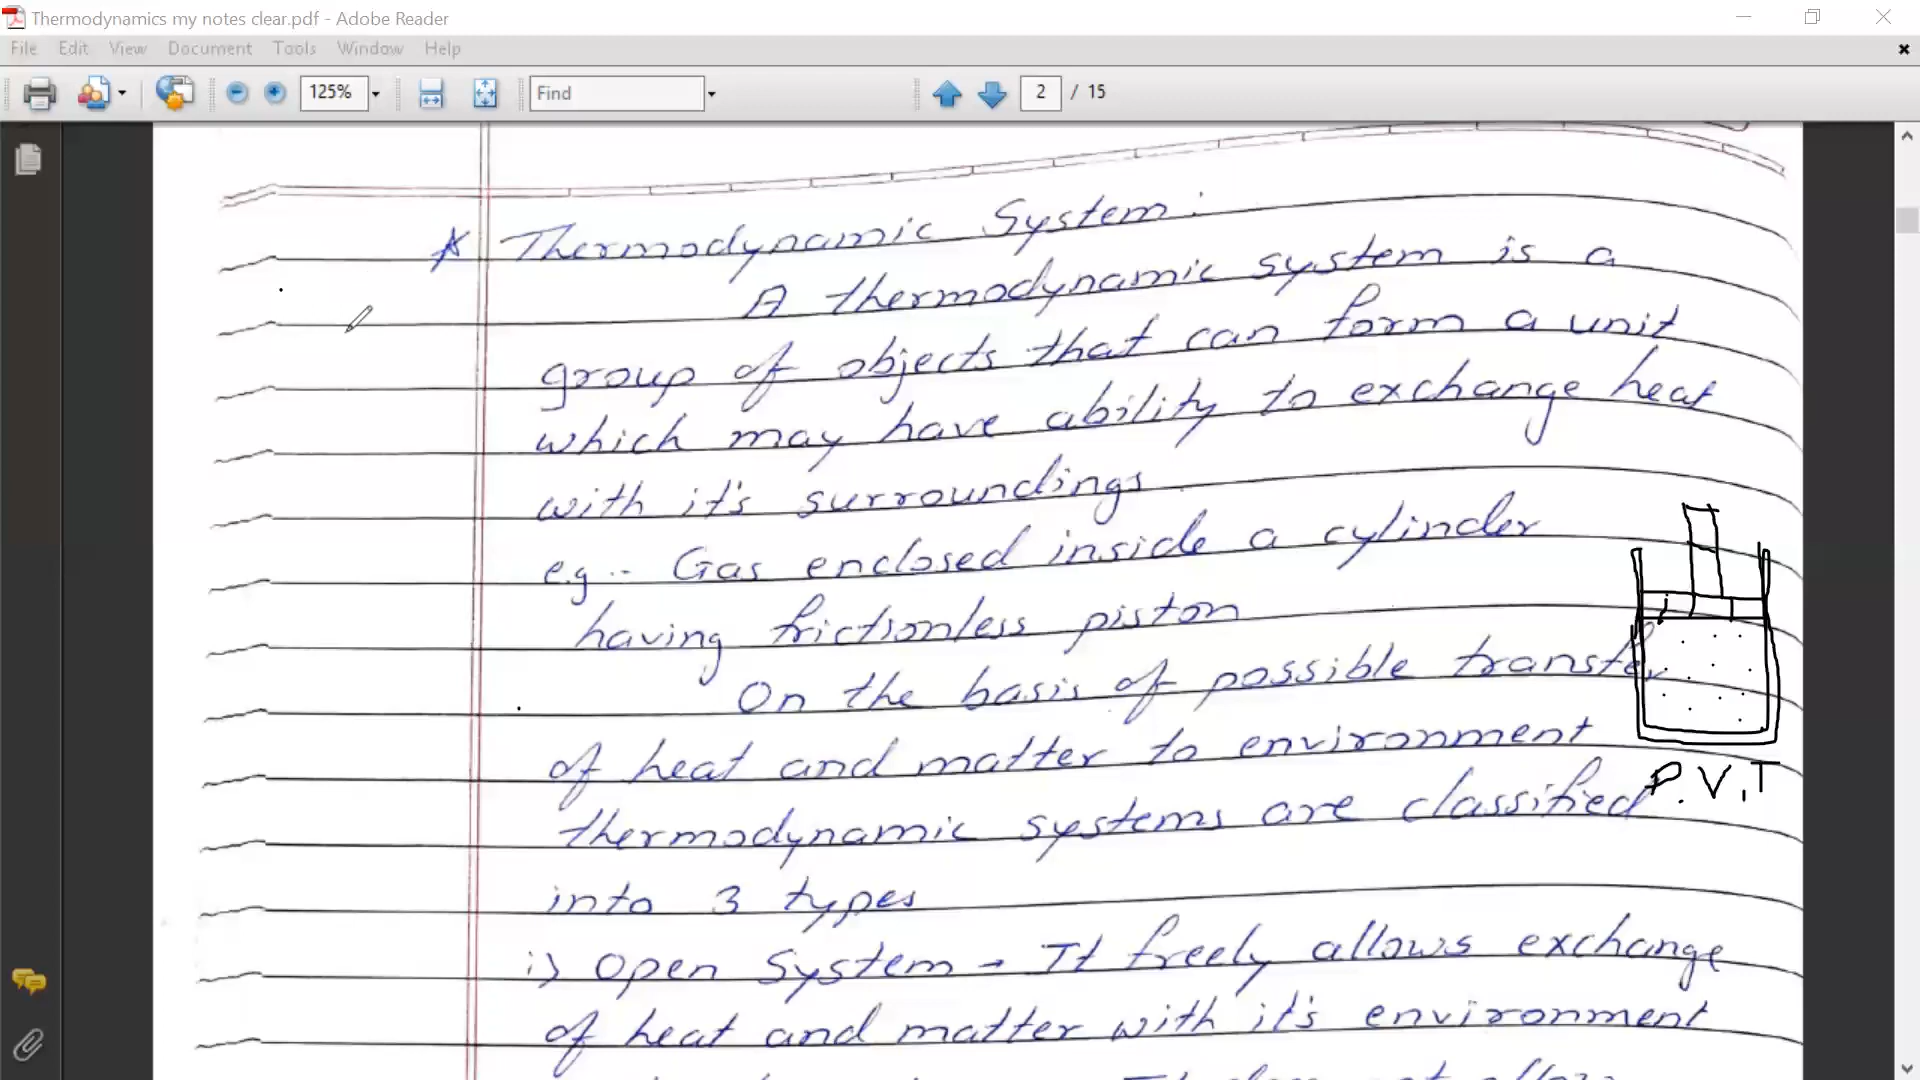 Thermodynamics my notes clear.pdf - Adobe Reader
File Edit View Document Tools Window Help
125% Find 2 / 15
* Thermodynamic System:
A thermodynamic system is a
group of objects that can form a unit
which may have ability to exchange heat
with it's surroundings
e.g :- Gas enclosed inside a cylinder
having frictionless piston
On the basis of possible transfer
of heat and matter to environment
P. V, T
thermodynamic systems are classified
into 3 types
i) Open System - It freely allows exchange
of heat and matter with it's environment